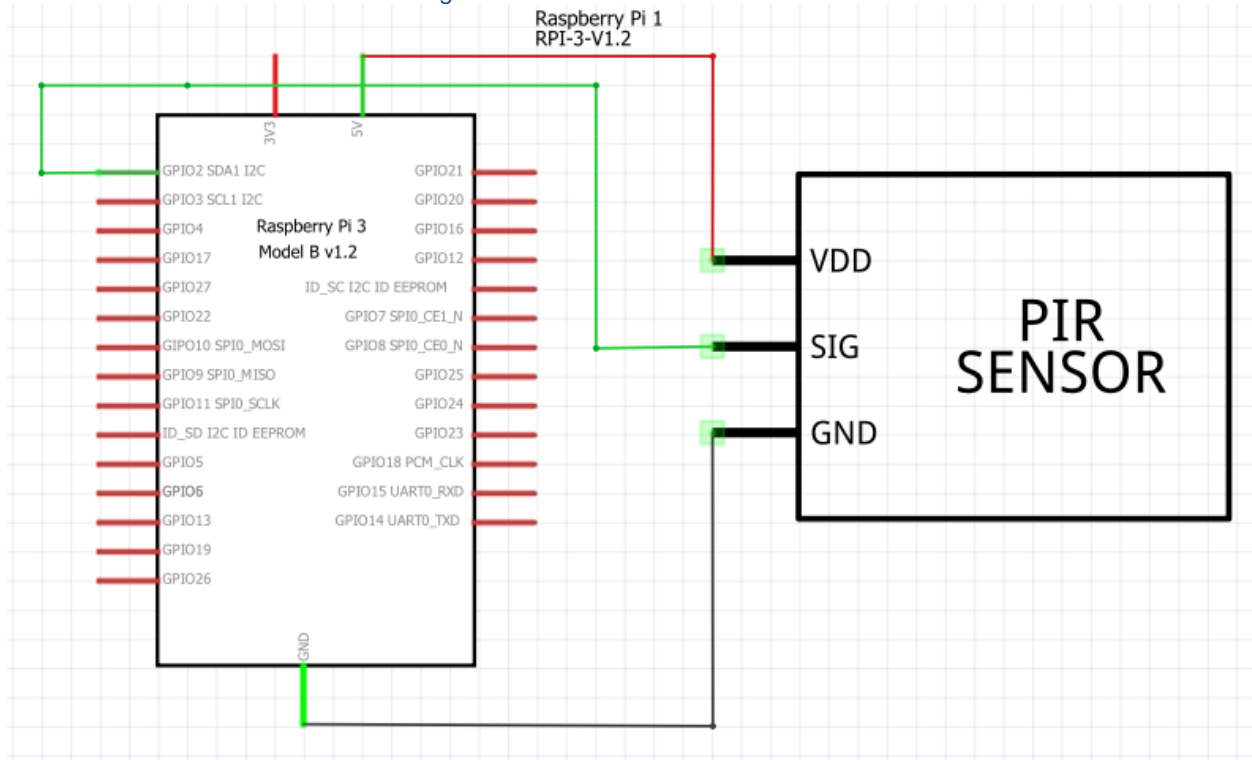 Raspberry Pi 1
RPI-3-V1.2
3V3
5V
GPIO2 SDA1 I2C
GPIO3 SCL1 I2C
GPIO4
GPIO17
GPIO27
GPIO22
GIPO10 SPI0_MOSI
GPIO9 SPI0_MISO
GPIO11 SPI0_SCLK
ID_SD I2C ID EEPROM
GPIO5
GPIO6
GPIO13
GPIO19
GPIO26
Raspberry Pi 3
Model B v1.2
GPIO21
GPIO20
GPIO16
GPIO12
ID_SC I2C ID EEPROM
GPIO7 SPI0_CE1_N
GPIO8 SPI0_CE0_N
GPIO25
GPIO24
GPIO23
GPIO18 PCM_CLK
GPIO15 UART0_RXD
GPIO14 UART0_TXD
GND
VDD
SIG
GND
PIR
SENSOR